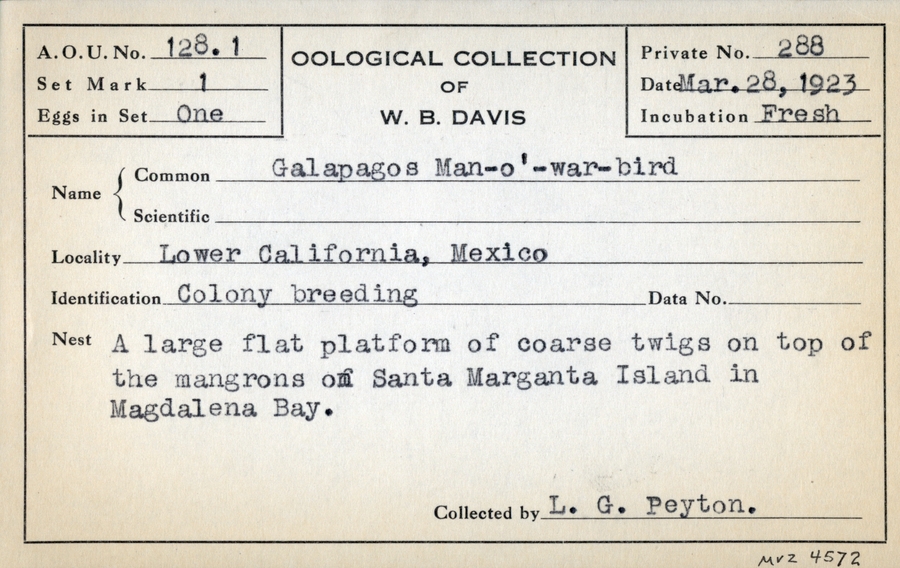 A.O.U. No. 128.1
Set Mark 1
Eggs in Set One
OOLOGICAL COLLECTION
OF
W. B. DAVIS
Private No. 288
Date Mar. 28, 1923
Incubation Fresh
Name
Common Galapagos Man-o'-war-bird
Scientific
Locality Lower California, Mexico
Identification Colony breeding Data No.
Nest A large flat platform of coarse twigs on top of
the mangrons on Santa Marganta Island in
Magdalena Bay.
Collected by L. G. Peyton.
MVZ 4572